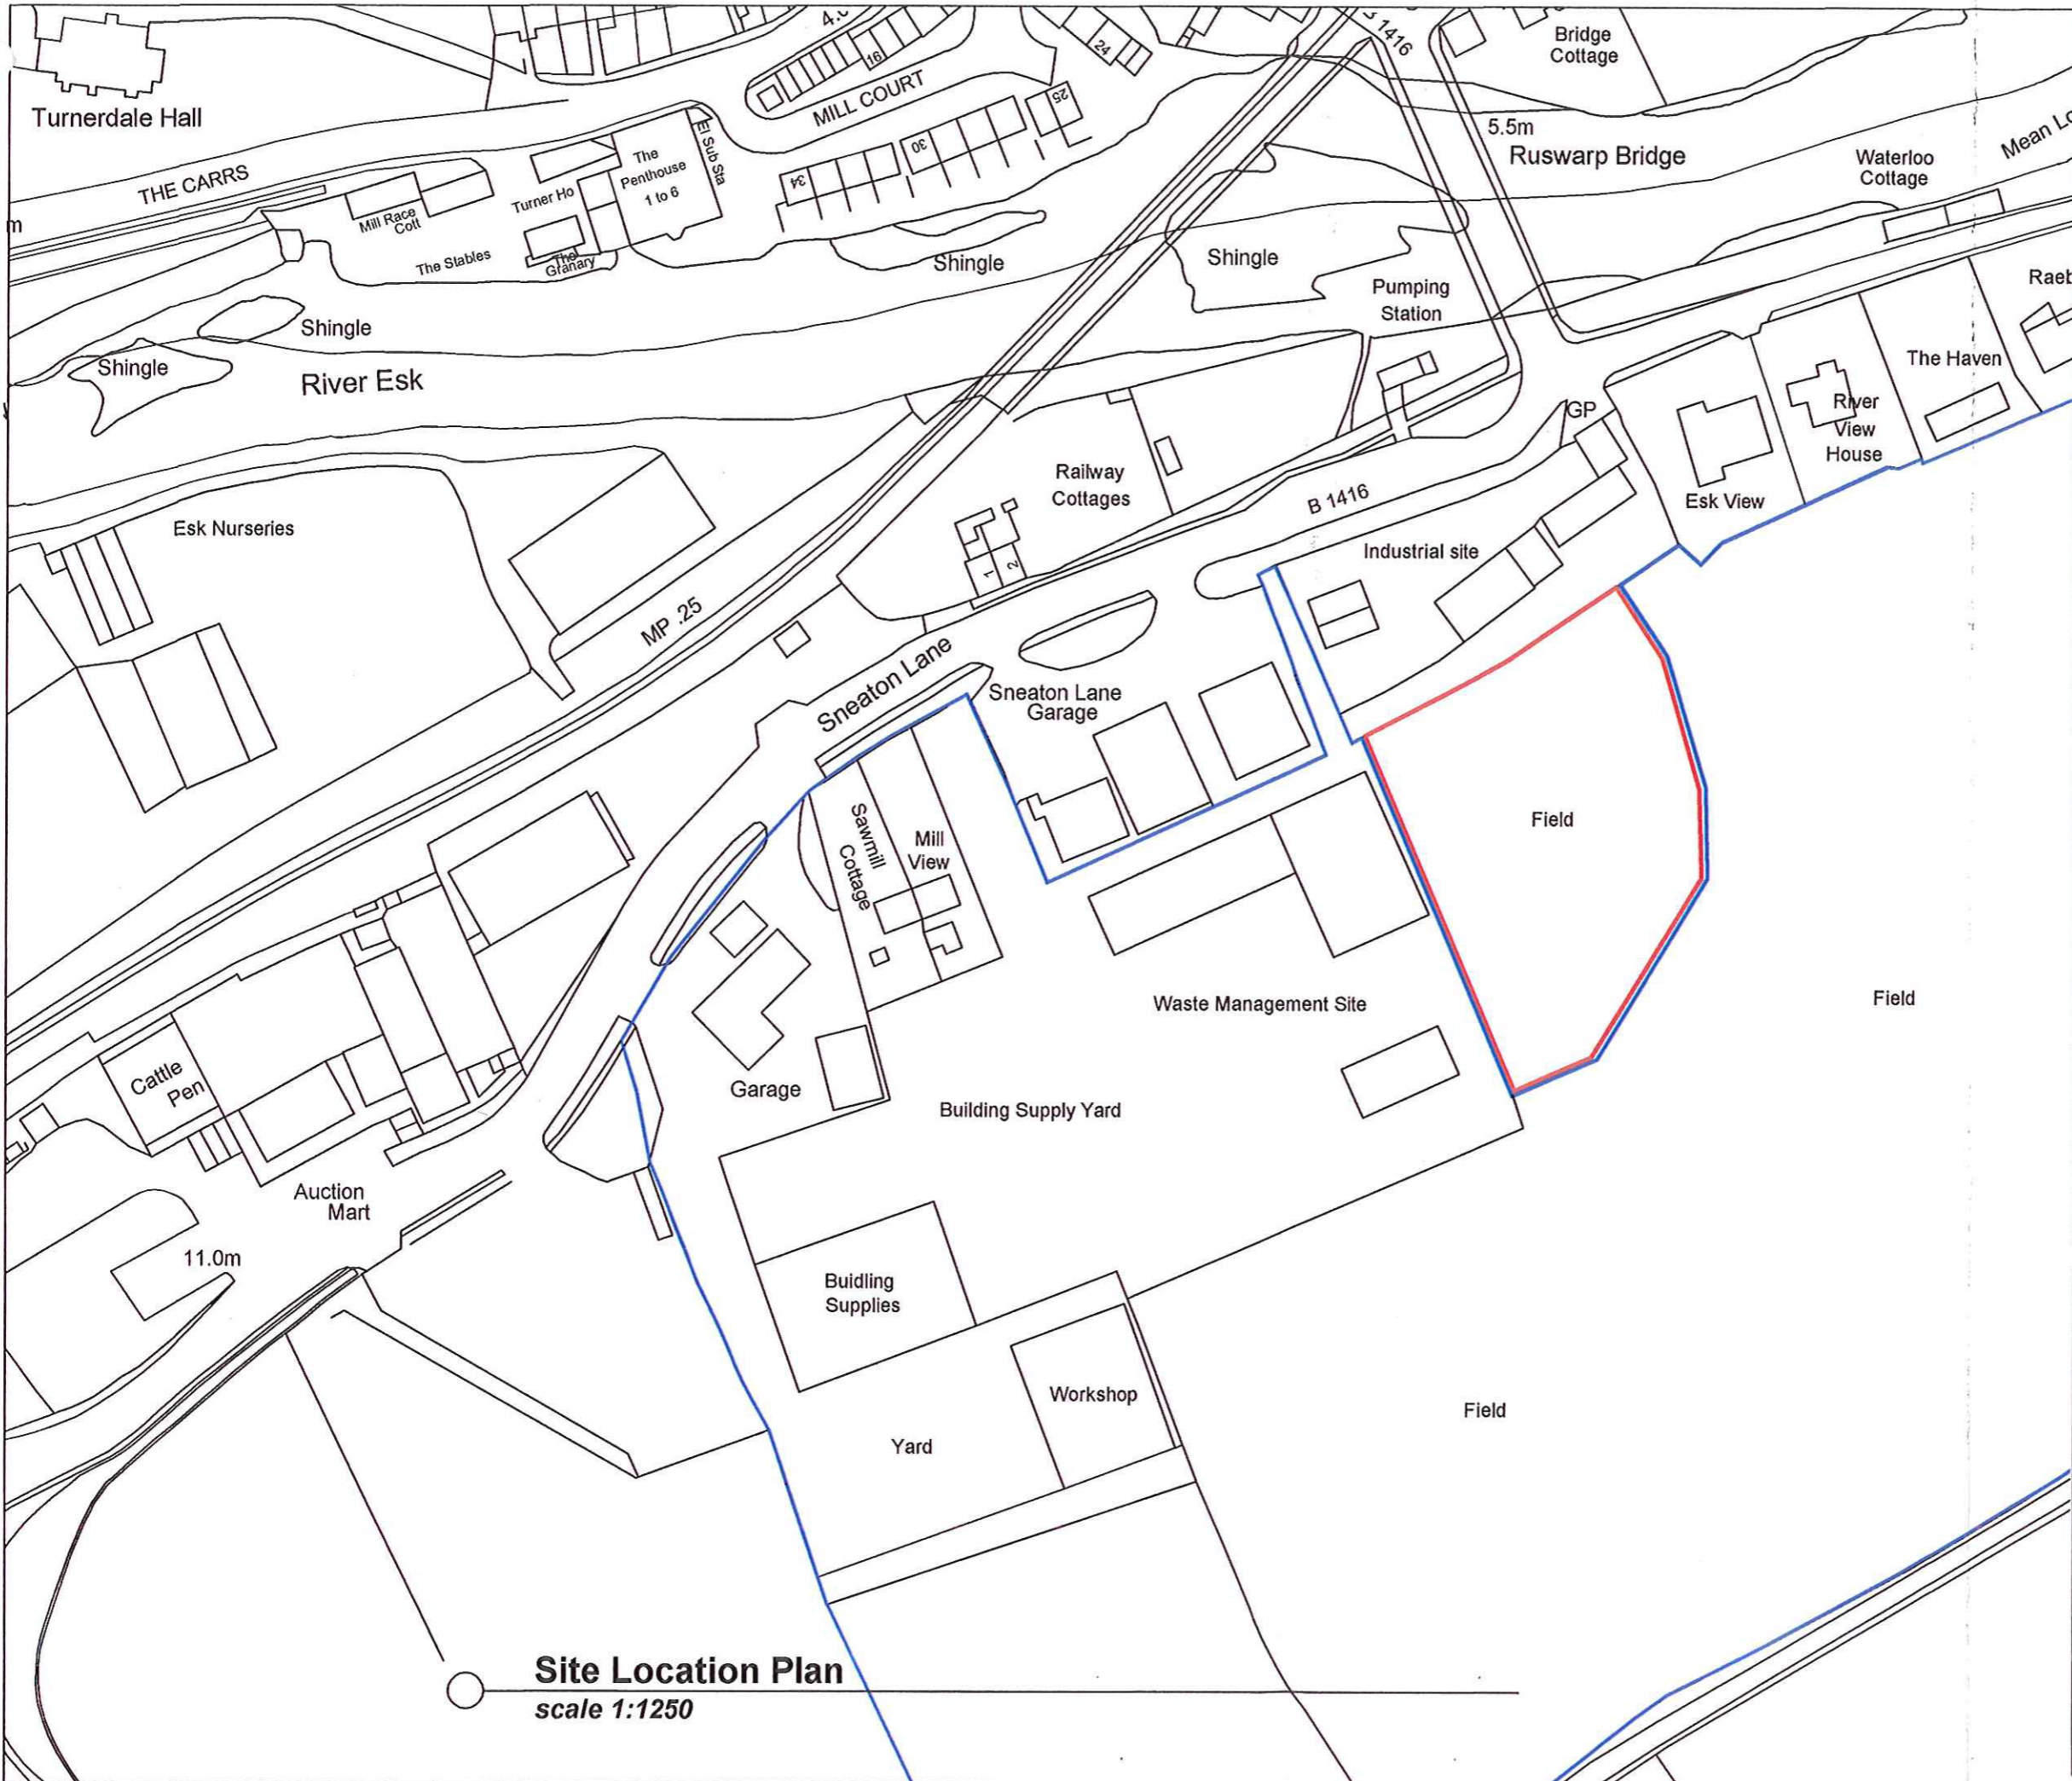 4.
16
24
B 1416
Bridge
Cottage
Turnerdale Hall
MILL COURT
25
5.5m
Ruswarp Bridge
Mean
Waterloo
Cottage
THE CARRS
El Sub Sta
The
Penthouse
1 to 6
30
34
Turner Ho
Mill Race
Cott
m
The Stables
The
Granary
Shingle
Shingle
Pumping
Station
Raeb
Shingle
Shingle
River Esk
The Haven
GP
River
View
House
Railway
Cottages
B 1416
Esk View
Esk Nurseries
Industrial site
1
2
MP .25
Sneaton Lane
Sneaton Lane
Garage
Field
Sawmill
Cottage
Mill
View
Waste Management Site
Field
Cattle
Pen
Garage
Building Supply Yard
Auction
Mart
11.0m
Buidling
Supplies
Workshop
Field
Yard
Site Location Plan
scale 1:1250